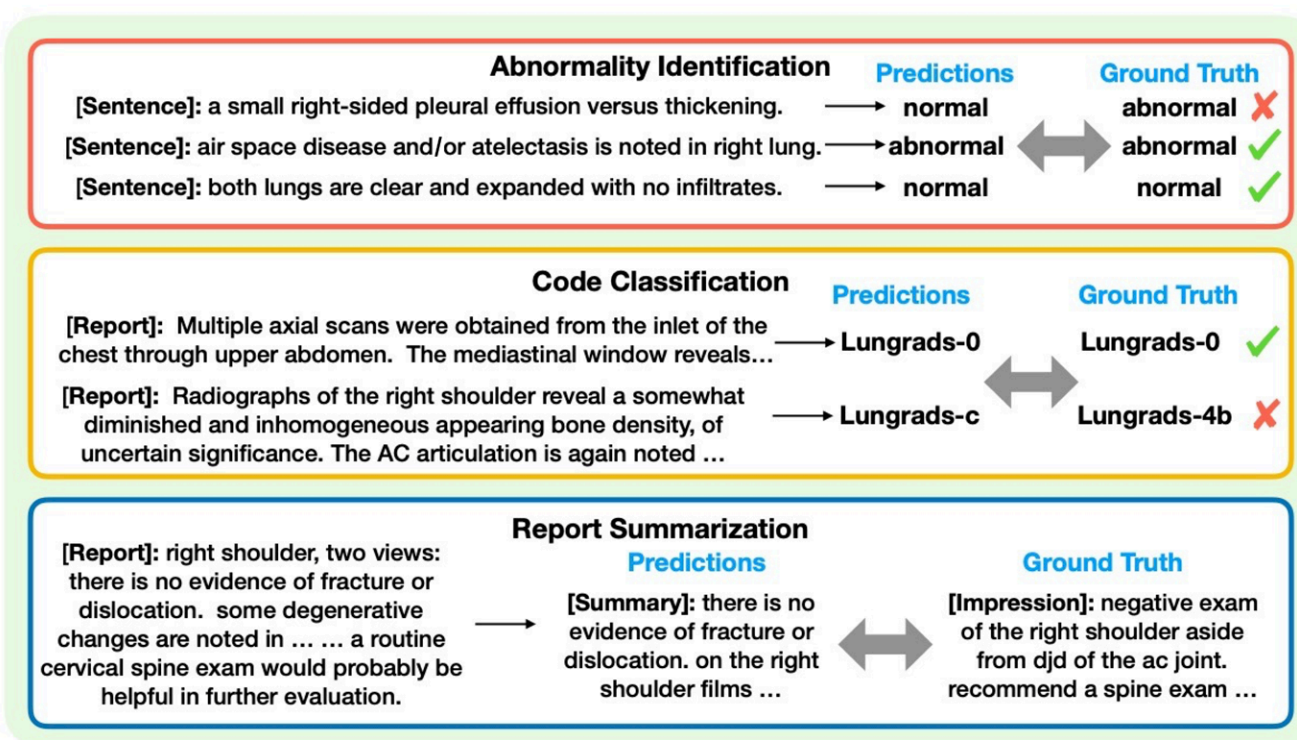 Abnormality Identification
Predictions
Ground Truth
[Sentence]: a small right-sided pleural effusion versus thickening.
normal
abnormal
[Sentence]: air space disease and/or atelectasis is noted in right lung.
abnormal
abnormal
[Sentence]: both lungs are clear and expanded with no infiltrates.
normal
normal
Code Classification
Predictions
Ground Truth
[Report]: Multiple axial scans were obtained from the inlet of the
chest through upper abdomen. The mediastinal window reveals...
Lungrads-0
Lungrads-0
[Report]: Radiographs of the right shoulder reveal a somewhat
diminished and inhomogeneous appearing bone density, of
uncertain significance. The AC articulation is again noted ...
Lungrads-c
Lungrads-4b
Report Summarization
[Report]: right shoulder, two views:
there is no evidence of fracture or
dislocation. some degenerative
changes are noted in ... ... a routine
cervical spine exam would probably be
helpful in further evaluation.
Predictions
[Summary]: there is no
evidence of fracture or
dislocation. on the right
shoulder films ...
Ground Truth
[Impression]: negative exam
of the right shoulder aside
from djd of the ac joint.
recommend a spine exam ...